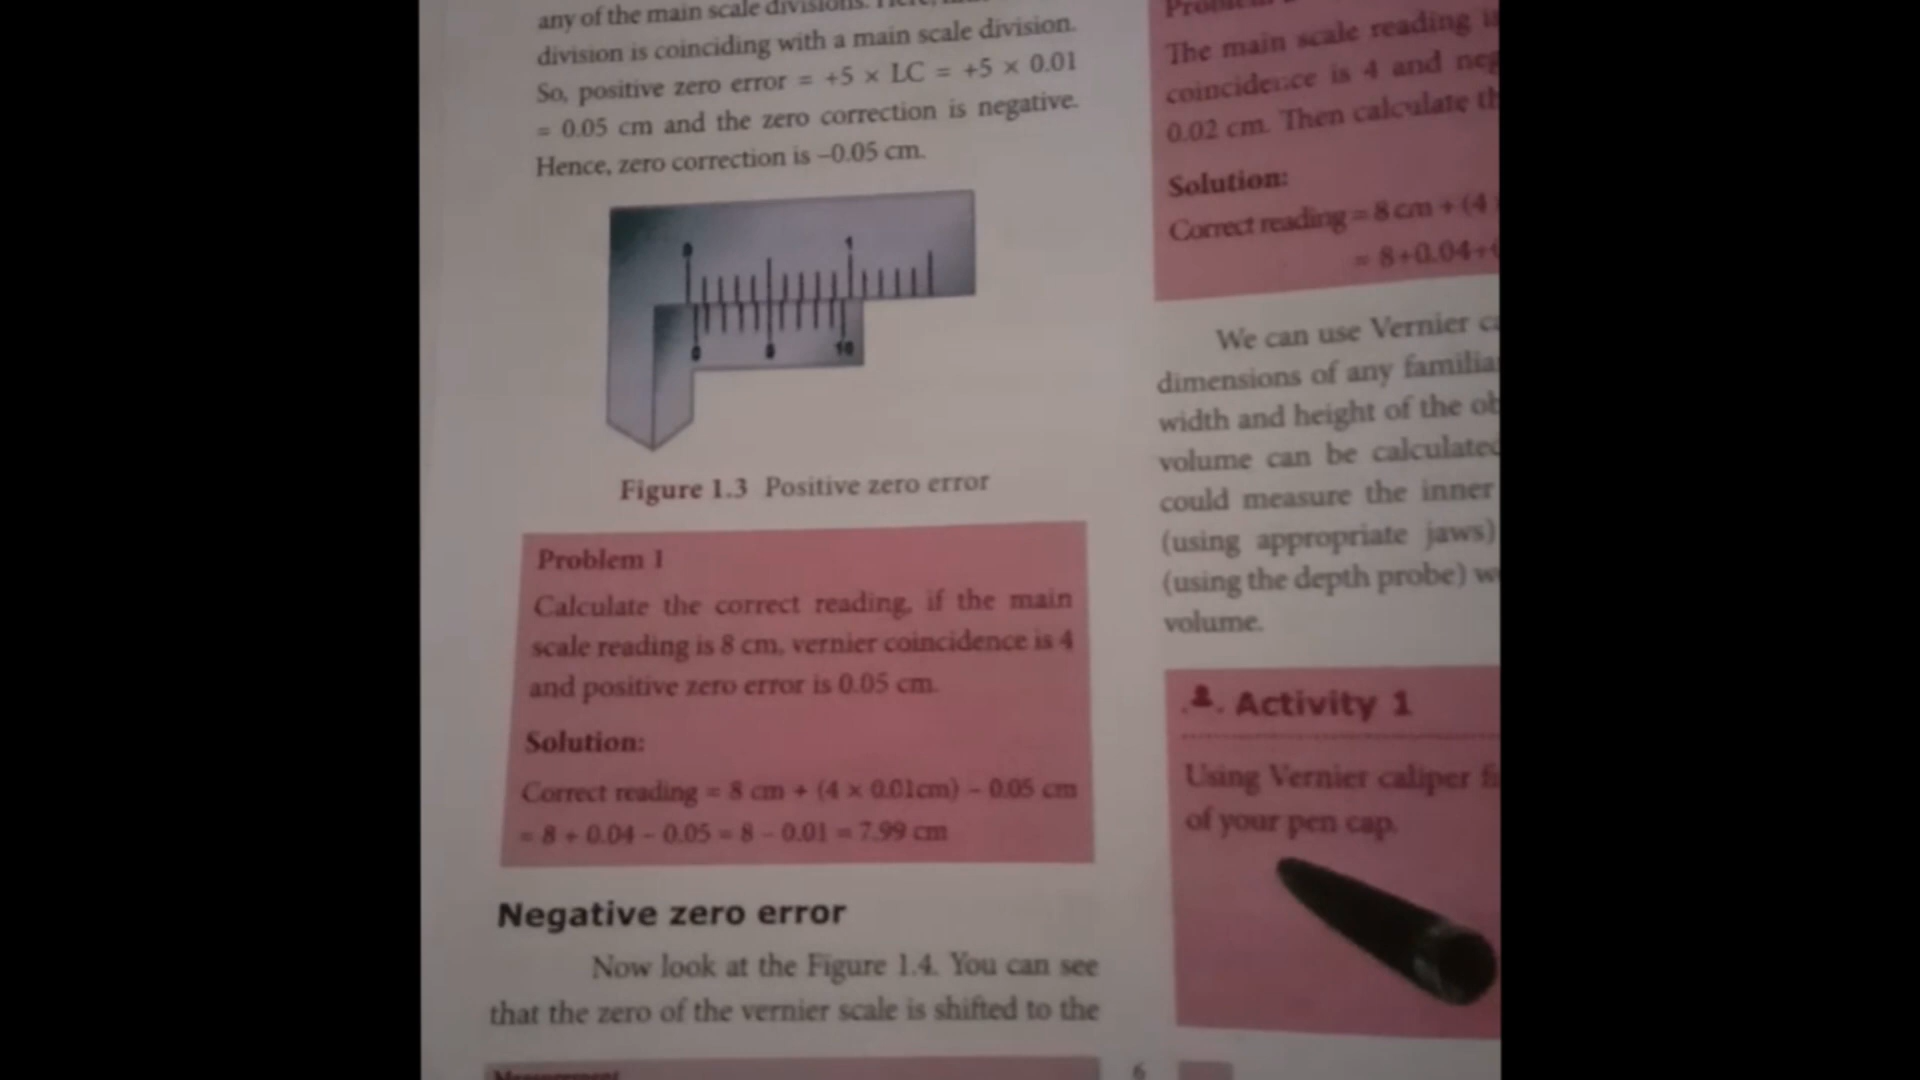 any of the main scale divisions.
division is coinciding with a main scale division.
So, positive zero error = +5 × LC = +5 × 0.01
= 0.05 cm and the zero correction is negative.
Hence, zero correction is –0.05 cm.
0
1
0
10
Figure 1.3 Positive zero error
Problem 1
Calculate the correct reading, if the main
scale reading is 8 cm, vernier coincidence is 4
and positive zero error is 0.05 cm.
Solution:
Correct reading = 8 cm + (4 × 0.01cm) – 0.05 cm
= 8 + 0.04 – 0.05 = 8 – 0.01 = 7.99 cm
Negative zero error
Now look at the Figure 1.4. You can see
that the zero of the vernier scale is shifted to the
Measurement
6
Problem
The main scale reading
coincidence is 4 and neg
0.02 cm. Then calculate th
Solution:
Correct reading = 8 cm + (4
= 8+0.04+
We can use Vernier ca
dimensions of any familia
width and height of the ob
volume can be calculated
could measure the inner
(using appropriate jaws)
(using the depth probe) we
volume.
Activity 1
Using Vernier caliper fi
of your pen cap.